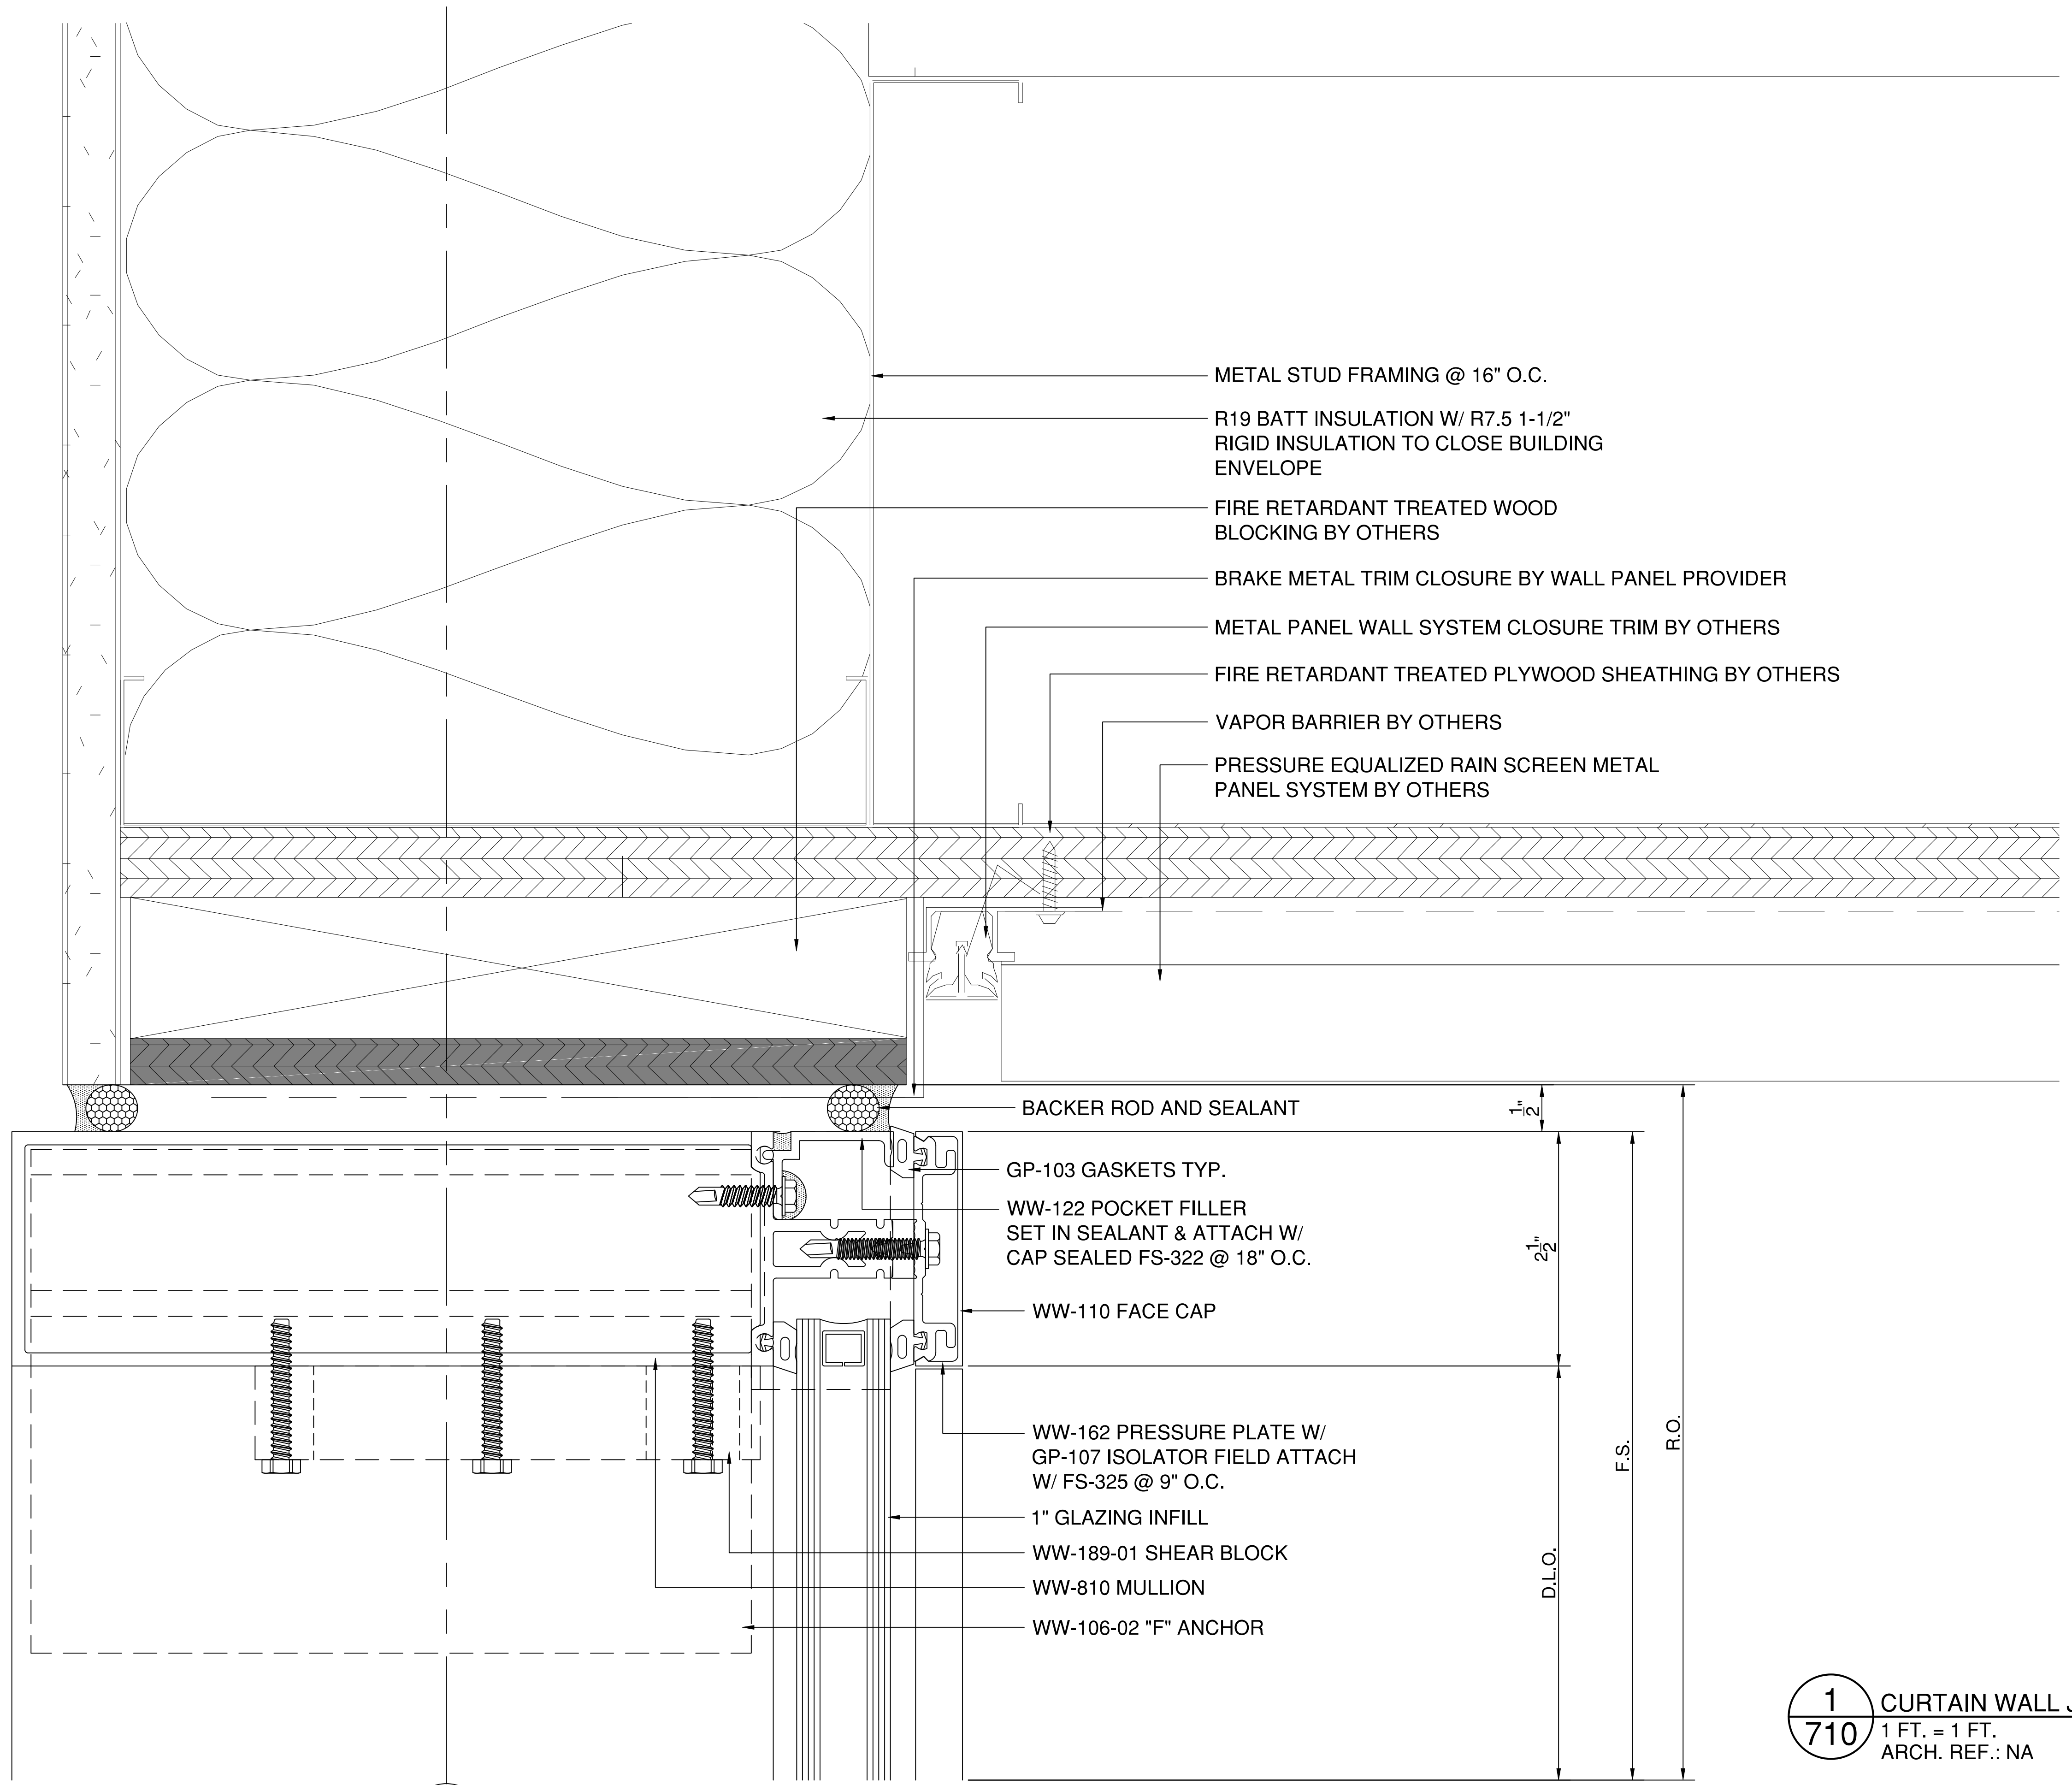 METAL STUD FRAMING @ 16" O.C.
R19 BATT INSULATION W/ R7.5 1-1/2"
RIGID INSULATION TO CLOSE BUILDING
ENVELOPE
FIRE RETARDANT TREATED WOOD
BLOCKING BY OTHERS
BRAKE METAL TRIM CLOSURE BY WALL PANEL PROVIDER
METAL PANEL WALL SYSTEM CLOSURE TRIM BY OTHERS
FIRE RETARDANT TREATED PLYWOOD SHEATHING BY OTHERS
VAPOR BARRIER BY OTHERS
PRESSURE EQUALIZED RAIN SCREEN METAL
PANEL SYSTEM BY OTHERS
BACKER ROD AND SEALANT
1/2"
GP-103 GASKETS TYP.
WW-122 POCKET FILLER
SET IN SEALANT & ATTACH W/
CAP SEALED FS-322 @ 18" O.C.
2 1/2"
WW-110 FACE CAP
WW-162 PRESSURE PLATE W/
GP-107 ISOLATOR FIELD ATTACH
W/ FS-325 @ 9" O.C.
1" GLAZING INFILL
WW-189-01 SHEAR BLOCK
WW-810 MULLION
WW-106-02 "F" ANCHOR
D.L.O.
F.S.
R.O.
1
710
CURTAIN WALL
1 FT. = 1 FT.
ARCH. REF.: NA